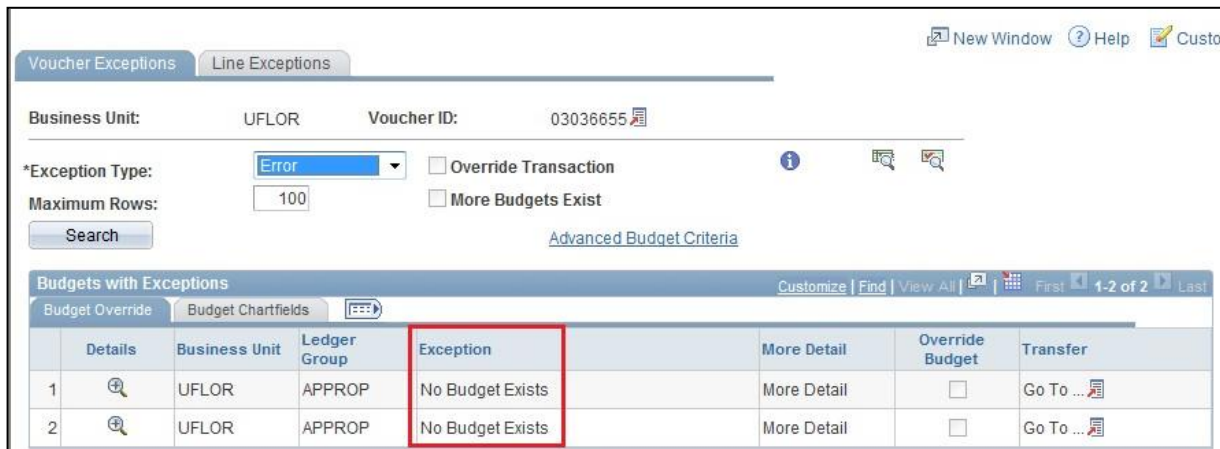 New Window Help Custo
Voucher Exceptions Line Exceptions
Business Unit: UFLOR Voucher ID: 03036655
*Exception Type: Error Override Transaction
Maximum Rows: 100 More Budgets Exist
Search Advanced Budget Criteria
Budgets with Exceptions Customize | Find | View All | | First 1-2 of 2 Last
Budget Override Budget Chartfields
Details Business Unit Ledger Group Exception More Detail Override Budget Transfer
1 UFLOR APPROP No Budget Exists More Detail Go To ...
2 UFLOR APPROP No Budget Exists More Detail Go To ...